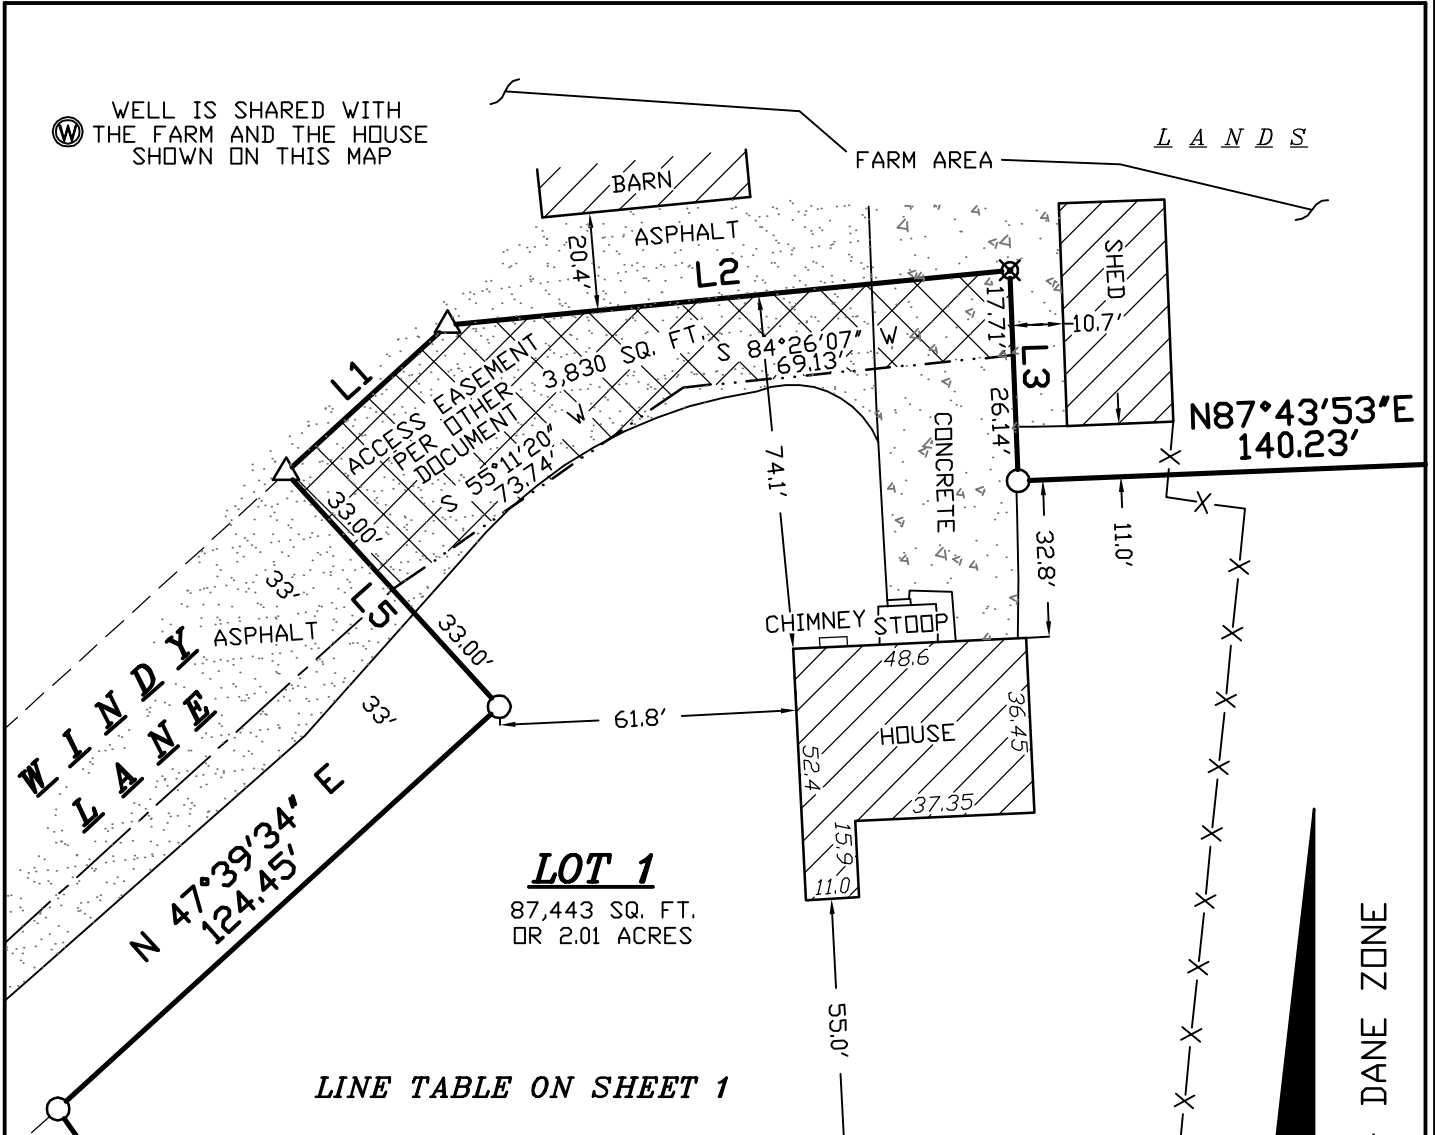 WELL IS SHARED WITH
THE FARM AND THE HOUSE
SHOWN ON THIS MAP
W
L A N D S
FARM AREA
BARN
ASPHALT
20.4'
L2
SHED
17.71'
10.7'
L3
26.14'
N87°43'53"E
140.23'
L1
ACCESS EASEMENT
PER OTHER
DOCUMENT
3,830 SQ. FT.
S 84°26'07" W
69.13'
S 55°11'20" W
73.74'
33.00'
74.1'
CONCRETE
11.0'
32.8'
33'
L5
ASPHALT
33.00'
CHIMNEY
STOOP
48.6
W I N D Y
L A N E
33'
61.8'
HOUSE
36.45
52.4
37.35
15.9
11.0
N 47°39'34" E
124.45'
LOT 1
87,443 SQ. FT.
OR 2.01 ACRES
55.0'
DANE ZONE
LINE TABLE ON SHEET 1